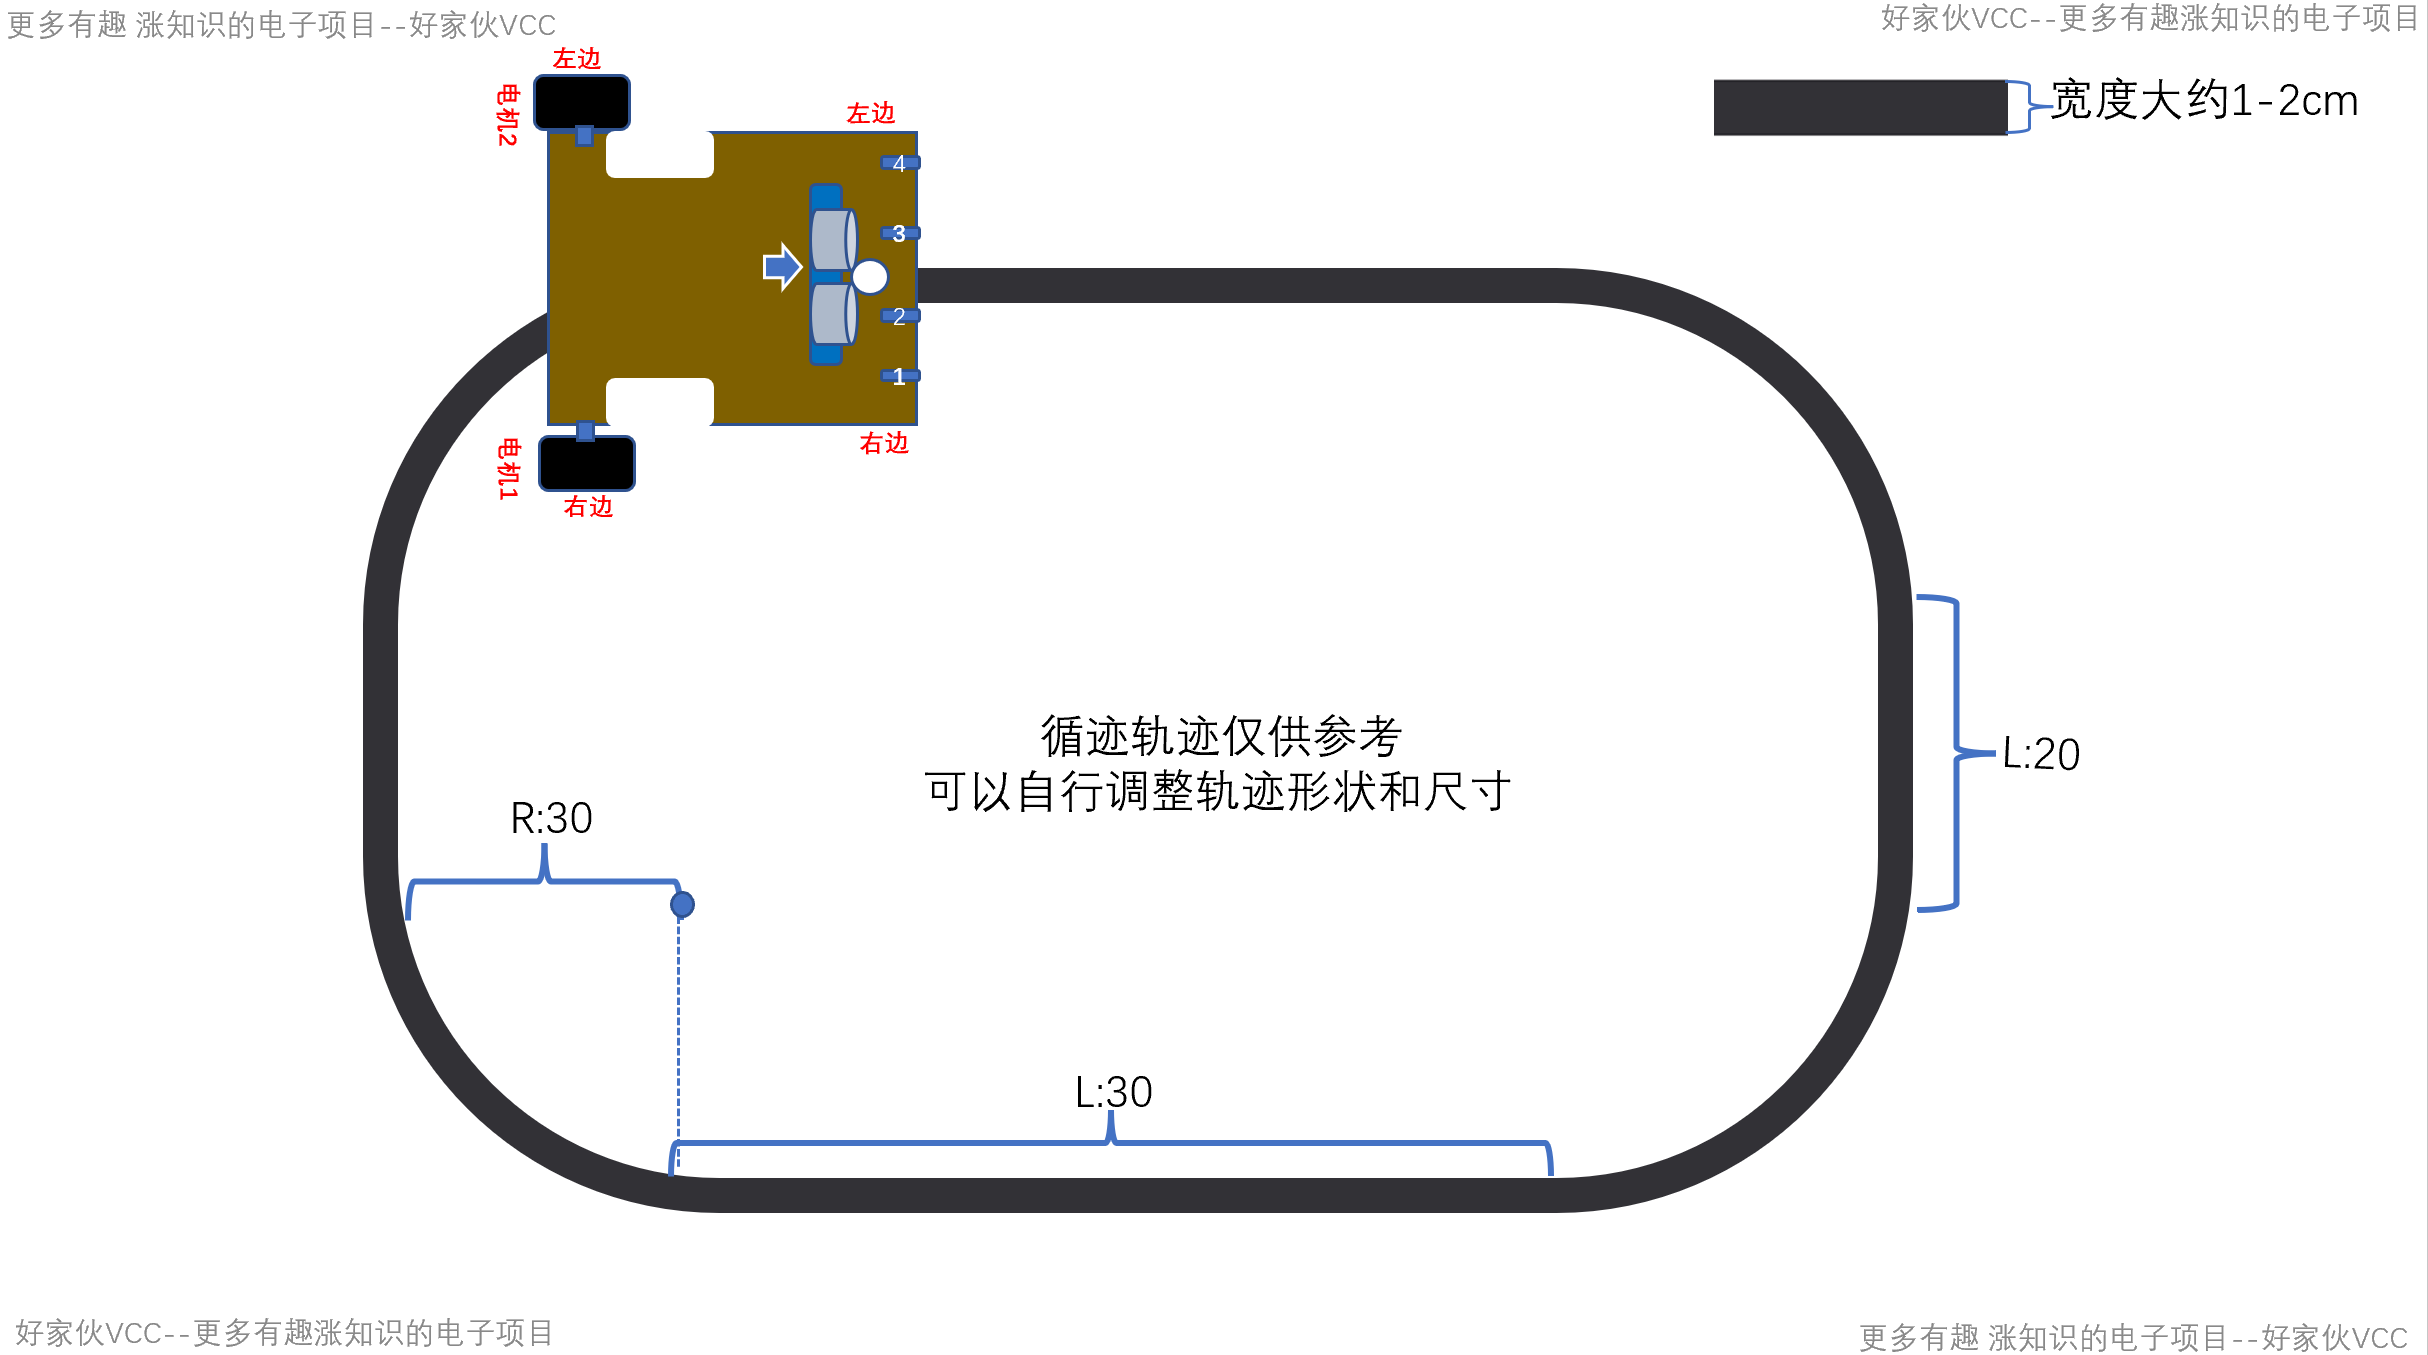 更多有趣 涨知识的电子项目--好家伙VCC
好家伙VCC--更多有趣涨知识的电子项目
左边
电机2
左边
宽度大约1-2cm
4
3
2
1
右边
电机1
右边
循迹轨迹仅供参考
可以自行调整轨迹形状和尺寸
L:20
R:30
L:30
好家伙VCC--更多有趣涨知识的电子项目
更多有趣 涨知识的电子项目--好家伙VCC